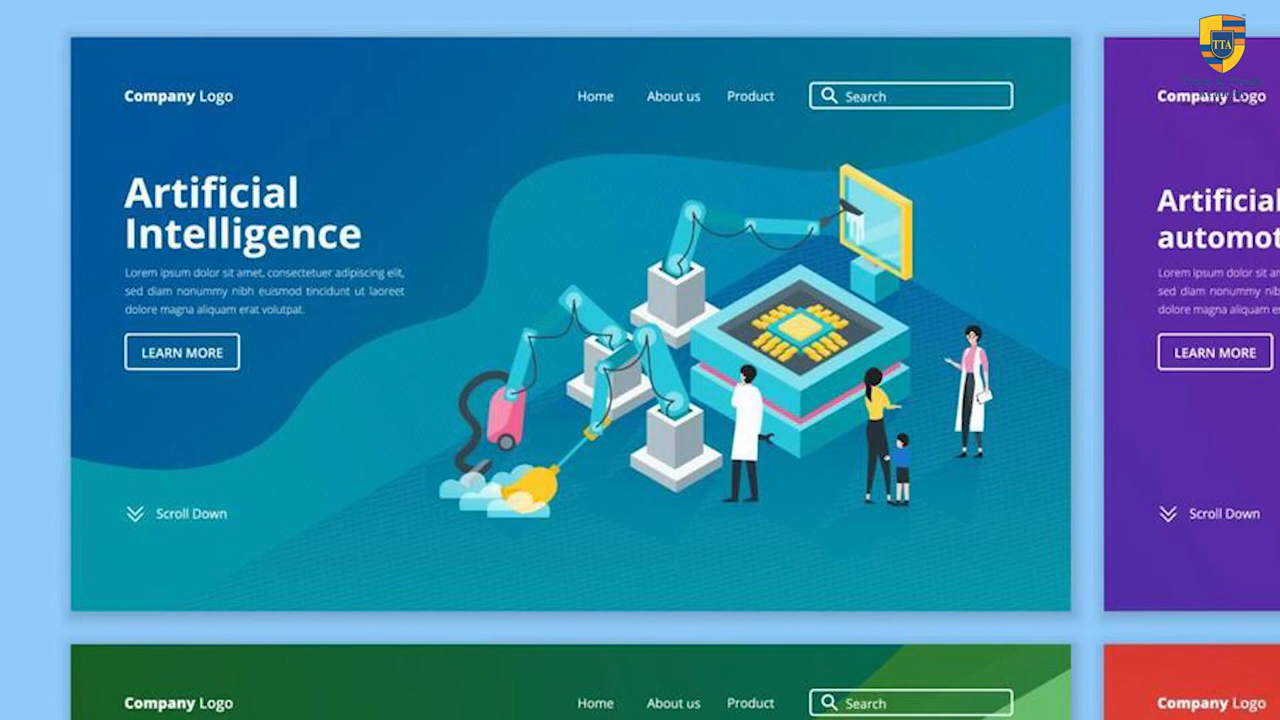 TTA
Company Logo
Home
About us
Product
Search
Artificial
Intelligence
Lorem ipsum dolor sit amet, consectetuer adipiscing elit,
sed diam nonummy nibh euismod tincidunt ut laoreet
dolore magna aliquam erat volutpat.
LEARN MORE
Scroll Down
Company Logo
Artificial
automot
Lorem ipsum dolor sit am
sed diam nonummy nib
dolore magna aliquam e
LEARN MORE
Scroll Down
Company Logo
Home
About us
Product
Search
Company Logo